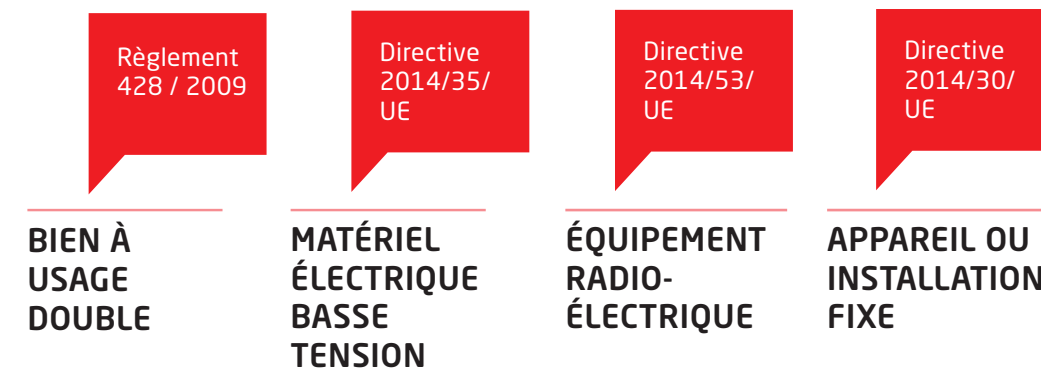 Règlement
428 / 2009
Directive
2014/35/
UE
Directive
2014/53/
UE
Directive
2014/30/
UE
BIEN À
USAGE
DOUBLE
MATÉRIEL
ÉLECTRIQUE
BASSE
TENSION
ÉQUIPEMENT
RADIO-
ÉLECTRIQUE
APPAREIL OU
INSTALLATION
FIXE